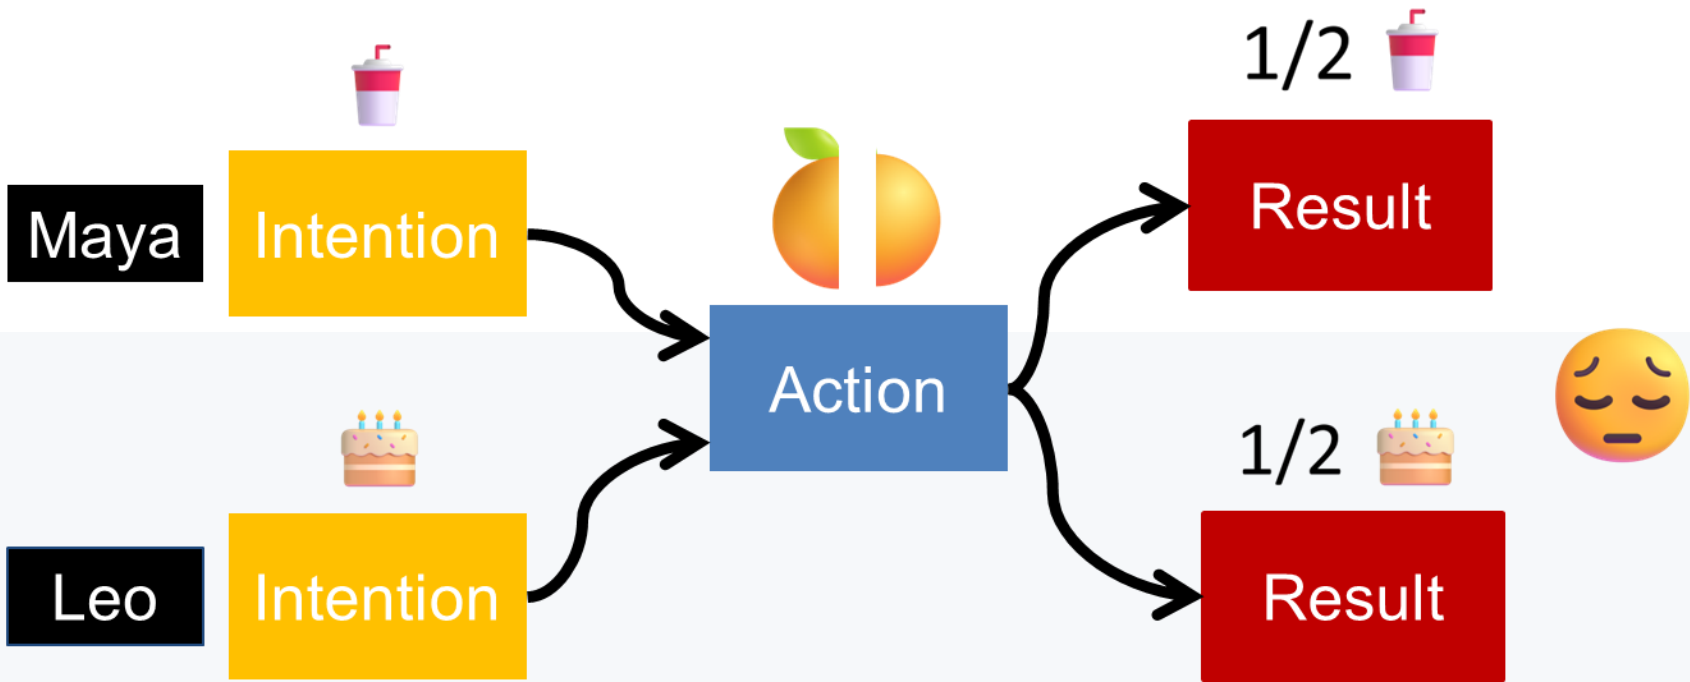 1/2
Maya
Intention
Result
Action
1/2
Leo
Intention
Result